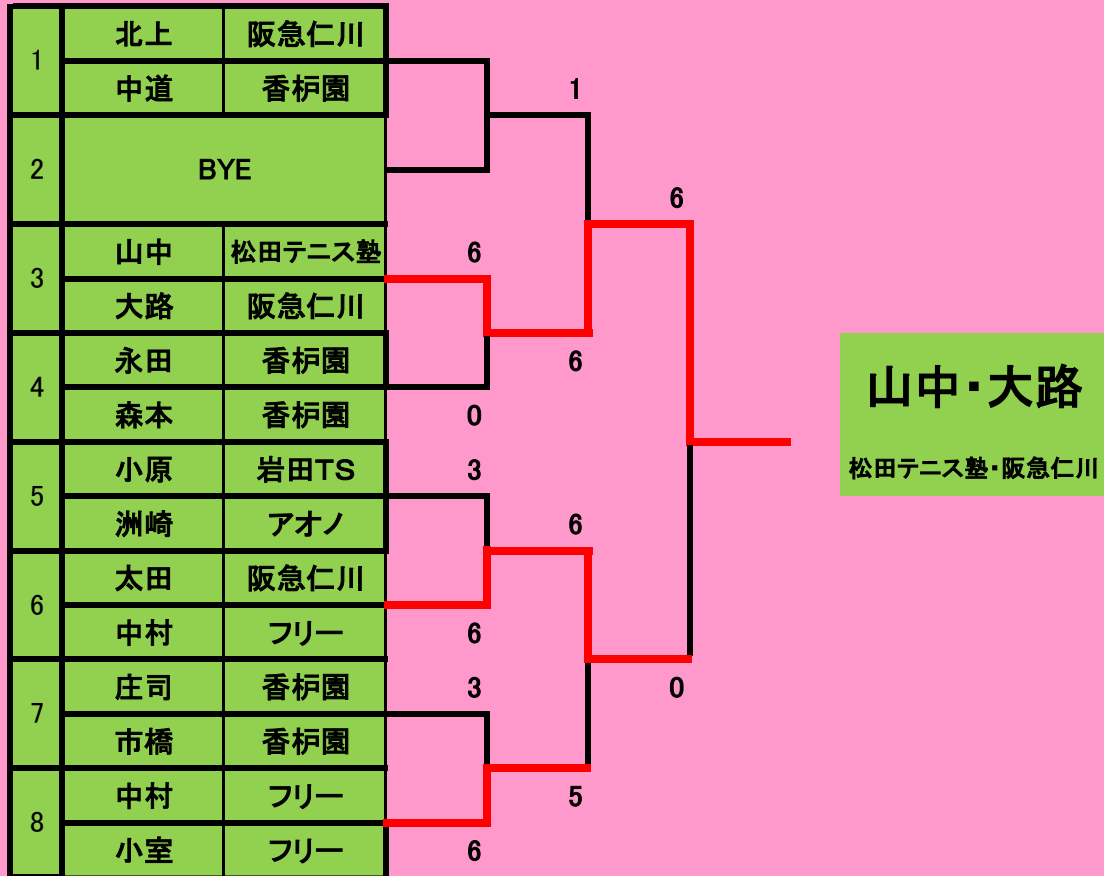 1
北上 阪急仁川
中道 香枦園
2
BYE
3
山中 松田テニス塾
大路 阪急仁川
4
永田 香枦園
森本 香枦園
5
小原 岩田TS
洲崎 アオノ
6
太田 阪急仁川
中村 フリー
7
庄司 香枦園
市橋 香枦園
8
中村 フリー
小室 フリー
6
0
3
6
3
6
1
6
6
5
6
0
山中・大路
松田テニス塾・阪急仁川